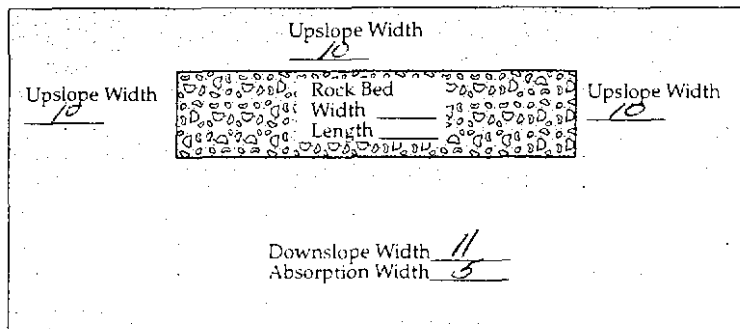 Upslope Width
10
Upslope Width
10
Rock Bed
Width
Length
Upslope Width
10
Downslope Width 11
Absorption Width 5